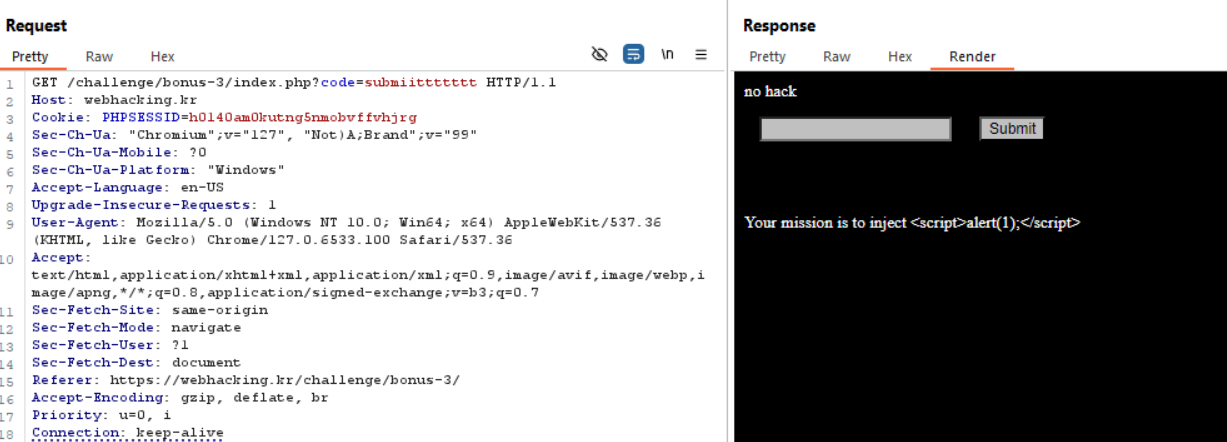 Request
Pretty Raw Hex
\n
1 GET /challenge/bonus-3/index.php?code=submiittttttt HTTP/1.1
2 Host: webhacking.kr
3 Cookie: PHPSESSID=h0140am0kutng5nmobvffvhjrg
4 Sec-Ch-Ua: "Chromium";v="127", "Not)A;Brand";v="99"
5 Sec-Ch-Ua-Mobile: ?0
6 Sec-Ch-Ua-Platform: "Windows"
7 Accept-Language: en-US
8 Upgrade-Insecure-Requests: 1
9 User-Agent: Mozilla/5.0 (Windows NT 10.0; Win64; x64) AppleWebKit/537.36
(KHTML, like Gecko) Chrome/127.0.6533.100 Safari/537.36
10 Accept:
text/html,application/xhtml+xml,application/xml;q=0.9,image/avif,image/webp,i
mage/apng,*/*;q=0.8,application/signed-exchange;v=b3;q=0.7
11 Sec-Fetch-Site: same-origin
12 Sec-Fetch-Mode: navigate
13 Sec-Fetch-User: ?1
14 Sec-Fetch-Dest: document
15 Referer: https://webhacking.kr/challenge/bonus-3/
16 Accept-Encoding: gzip, deflate, br
17 Priority: u=0, i
18 Connection: keep-alive
Response
Pretty Raw Hex Render
no hack
Submit
Your mission is to inject <script>alert(1);</script>